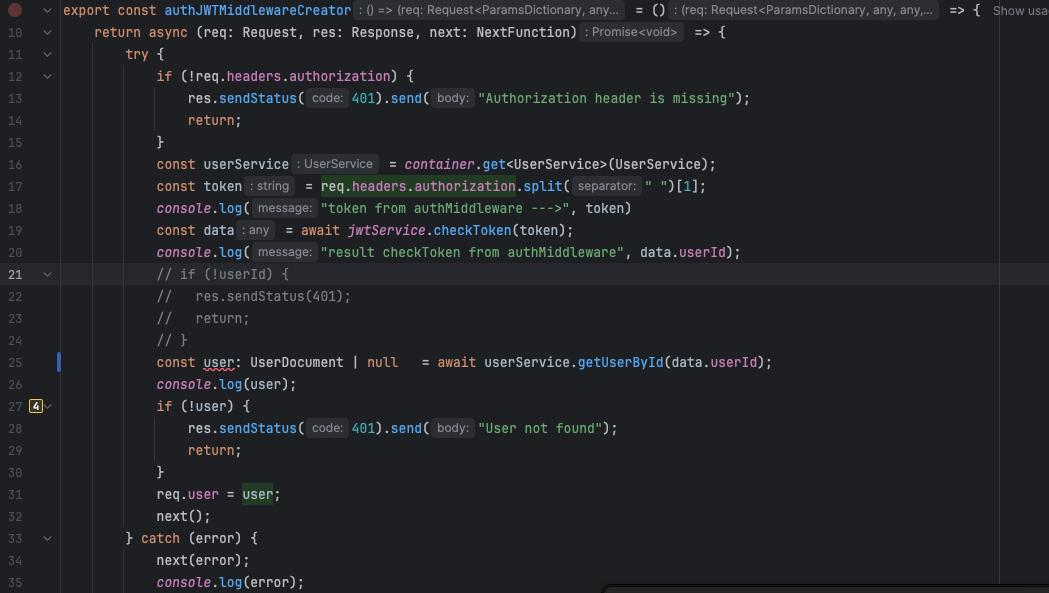 export const authJWTMiddlewareCreator : () => (req: Request<ParamsDictionary, any... = () : (req: Request<ParamsDictionary, any, any,... => { Show usa
10 return async (req: Request, res: Response, next: NextFunction) : Promise<void> => {
11 try {
12 if (!req.headers.authorization) {
13 res.sendStatus( code: 401).send( body: "Authorization header is missing");
14 return;
15 }
16 const userService : UserService = container.get<UserService>(UserService);
17 const token : string = req.headers.authorization.split( separator: " ")[1];
18 console.log( message: "token from authMiddleware --->", token)
19 const data : any = await jwtService.checkToken(token);
20 console.log( message: "result checkToken from authMiddleware", data.userId);
21 // if (!userId) {
22 //   res.sendStatus(401);
23 //   return;
24 // }
25 const user: UserDocument | null   = await userService.getUserById(data.userId);
26 console.log(user);
27 4 if (!user) {
28 res.sendStatus( code: 401).send( body: "User not found");
29 return;
30 }
31 req.user = user;
32 next();
33 } catch (error) {
34 next(error);
35 console.log(error);